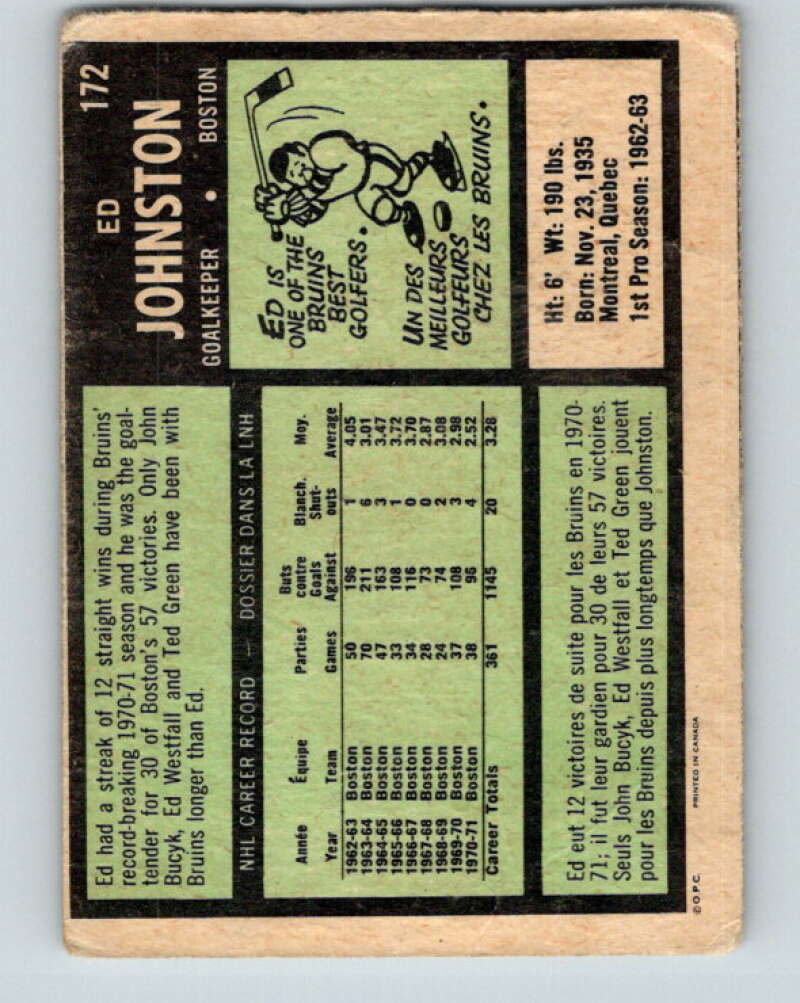 172
ED
JOHNSTON
GOALKEEPER • BOSTON
Ed had a streak of 12 straight wins during Bruins'
record-breaking 1970-71 season and he was the goal-
tender for 30 of Boston's 57 victories. Only John
Bucyk, Ed Westfall and Ted Green have been with
Bruins longer than Ed.
ED IS
ONE OF THE
BRUINS
BEST
GOLFERS.
UN DES
MEILLEURS
GOLFEURS
CHEZ LES BRUINS.
NHL CAREER RECORD — DOSSIER DANS LA LNH
Année Équipe Parties Buts contre Blanch. Moy.
Year Team Games Goals Against Shut-outs Average
1962-63 Boston 50 196 1 4.05
1963-64 Boston 70 211 6 3.01
1964-65 Boston 47 163 3 3.47
1965-66 Boston 33 108 1 3.72
1966-67 Boston 34 116 0 3.70
1967-68 Boston 28 73 0 2.87
1968-69 Boston 24 74 2 3.08
1969-70 Boston 37 108 3 2.98
1970-71 Boston 38 96 4 2.52
Career Totals 361 1145 20 3.28
Ht: 6' Wt: 190 lbs.
Born: Nov. 23, 1935
Montreal, Quebec
1st Pro Season: 1962-63
Ed eut 12 victoires de suite pour les Bruins en 1970-
71; il fut leur gardien pour 30 de leurs 57 victoires.
Seuls John Bucyk, Ed Westfall et Ted Green jouent
pour les Bruins depuis plus longtemps que Johnston.
© O.P.C. PRINTED IN CANADA